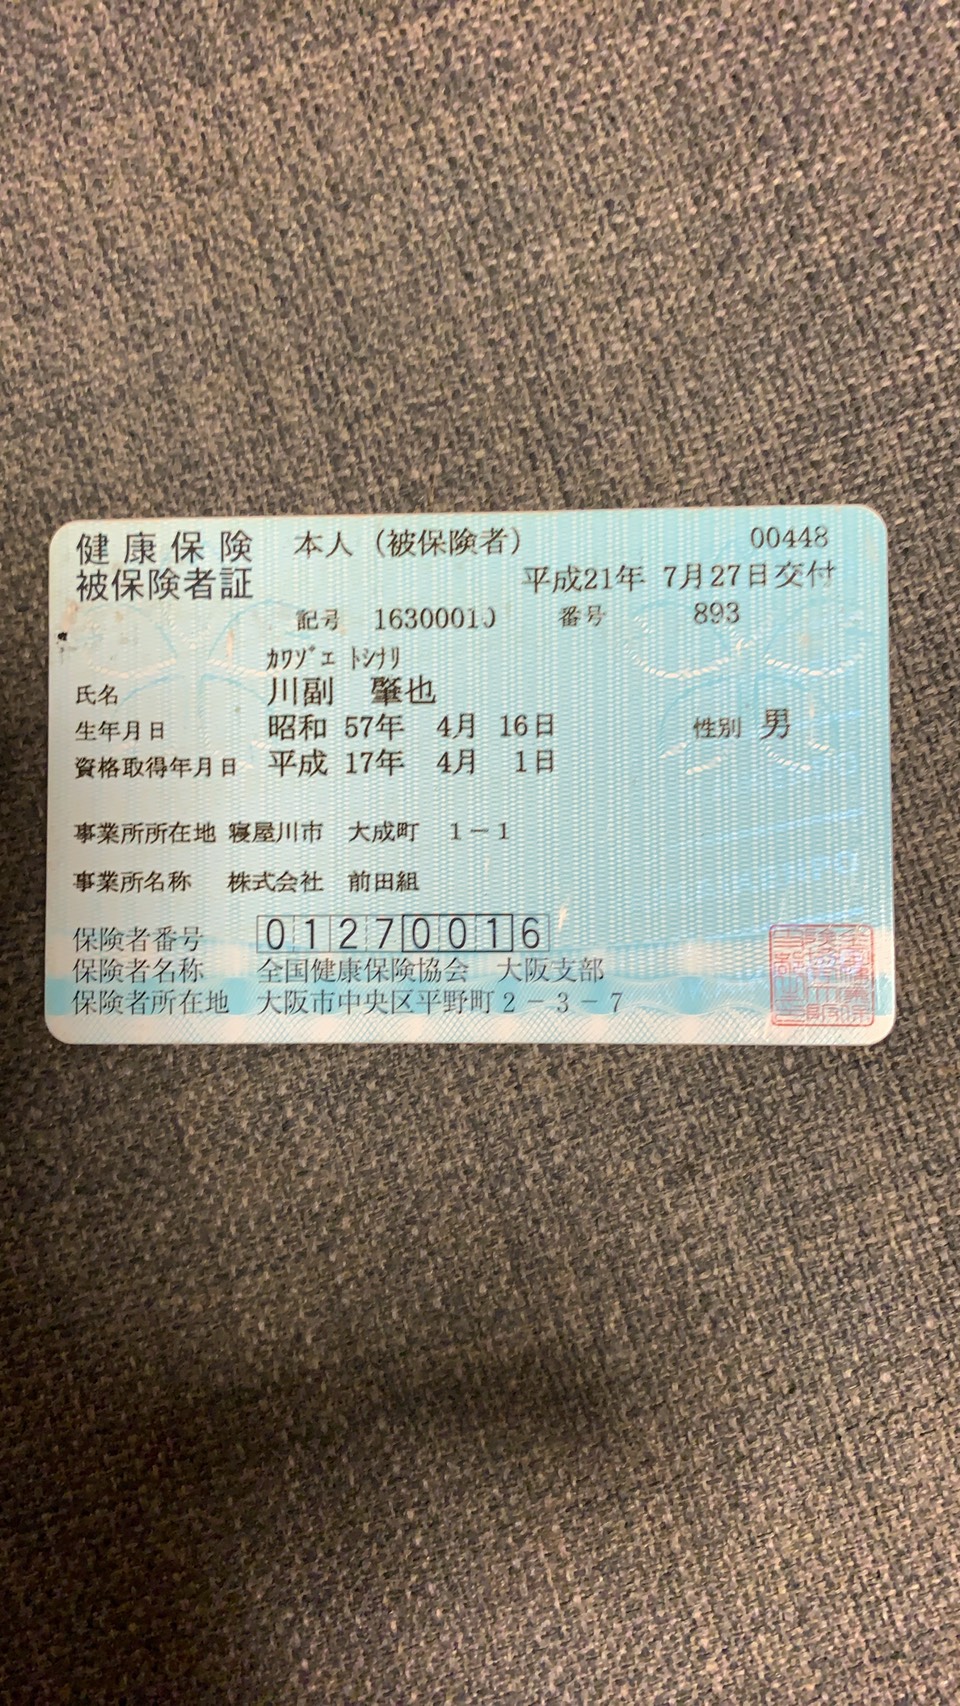 健康保険 本人（被保険者） 00448
被保険者証 平成21年 7月27日交付
記号 16300010 番号 893
ｶﾜｿﾞｴ ﾄｼﾅﾘ
氏名 川副 肇也
生年月日 昭和 57年 4月 16日 性別 男
資格取得年月日 平成 17年 4月 1日
事業所所在地 寝屋川市 大成町 1－1
事業所名称 株式会社 前田組
保険者番号 01270016
保険者名称 全国健康保険協会 大阪支部
保険者所在地 大阪市中央区平野町2－3－7